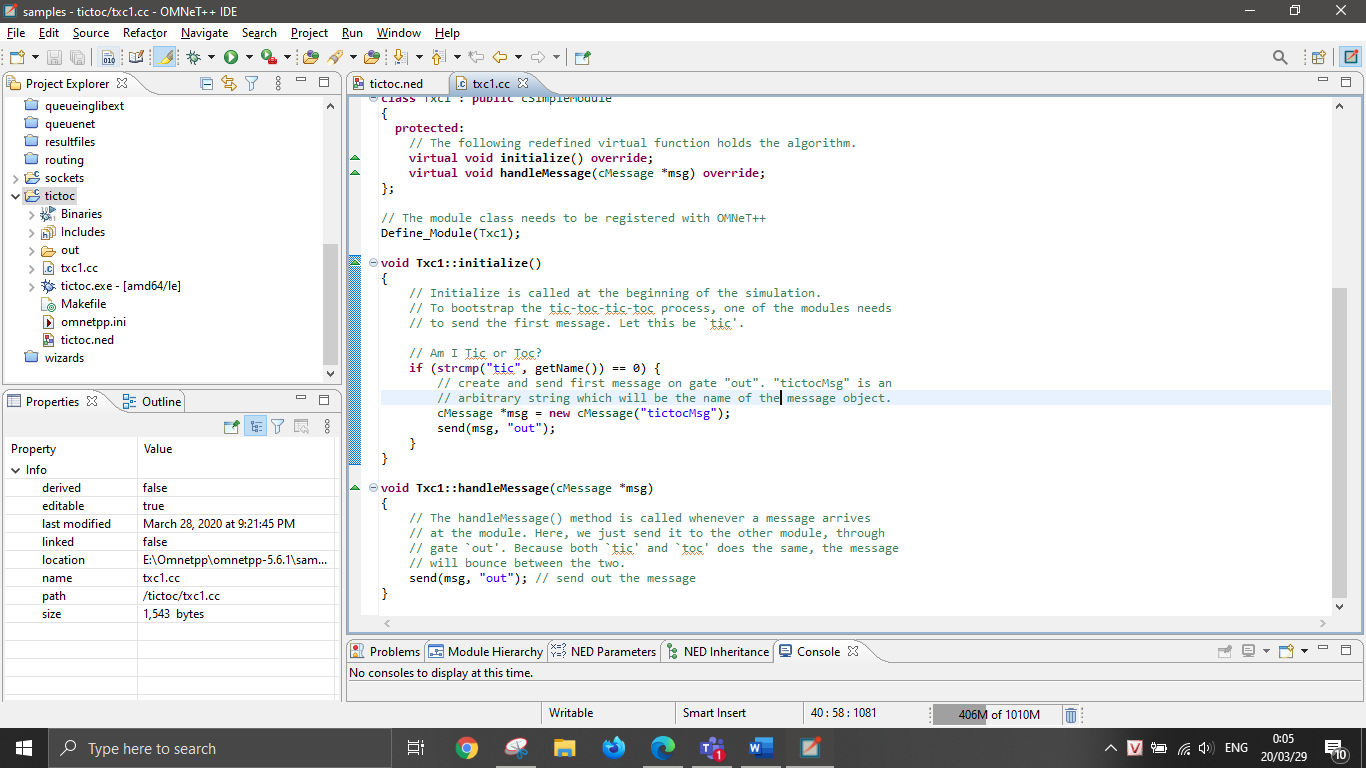 samples - tictoc/txc1.cc - OMNeT++ IDE
File Edit Source Refactor Navigate Search Project Run Window Help
Project Explorer
queueinglibext
queuenet
resultfiles
routing
sockets
tictoc
Binaries
Includes
out
txc1.cc
tictoc.exe - [amd64/le]
Makefile
omnetpp.ini
tictoc.ned
wizards
Properties Outline
Property Value
Info
derived false
editable true
last modified March 28, 2020 at 9:21:45 PM
linked false
location E:\Omnetpp\omnetpp-5.6.1\sam...
name txc1.cc
path /tictoc/txc1.cc
size 1,543 bytes
tictoc.ned txc1.cc
class Txc1 : public cSimpleModule
{
protected:
// The following redefined virtual function holds the algorithm.
virtual void initialize() override;
virtual void handleMessage(cMessage *msg) override;
};
// The module class needs to be registered with OMNeT++
Define_Module(Txc1);
void Txc1::initialize()
{
// Initialize is called at the beginning of the simulation.
// To bootstrap the tic-toc-tic-toc process, one of the modules needs
// to send the first message. Let this be `tic'.
// Am I Tic or Toc?
if (strcmp("tic", getName()) == 0) {
// create and send first message on gate "out". "tictocMsg" is an
// arbitrary string which will be the name of the message object.
cMessage *msg = new cMessage("tictocMsg");
send(msg, "out");
}
}
void Txc1::handleMessage(cMessage *msg)
{
// The handleMessage() method is called whenever a message arrives
// at the module. Here, we just send it to the other module, through
// gate `out'. Because both `tic' and `toc' does the same, the message
// will bounce between the two.
send(msg, "out"); // send out the message
}
Problems Module Hierarchy NED Parameters NED Inheritance Console
No consoles to display at this time.
Writable Smart Insert 40 : 58 : 1081 406M of 1010M
Type here to search
1
V
ENG
0:05
20/03/29
10